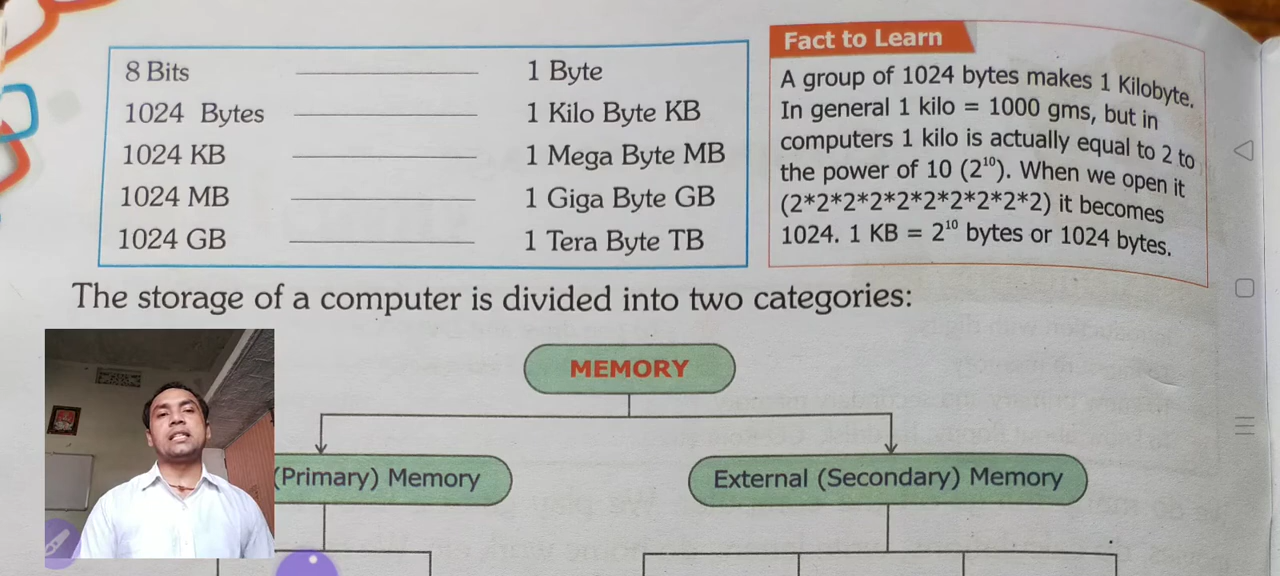 8 Bits 1 Byte
1024 Bytes 1 Kilo Byte KB
1024 KB 1 Mega Byte MB
1024 MB 1 Giga Byte GB
1024 GB 1 Tera Byte TB
Fact to Learn
A group of 1024 bytes makes 1 Kilobyte.
In general 1 kilo = 1000 gms, but in
computers 1 kilo is actually equal to 2 to
the power of 10 (2¹⁰). When we open it
(2*2*2*2*2*2*2*2*2*2) it becomes
1024. 1 KB = 2¹⁰ bytes or 1024 bytes.
The storage of a computer is divided into two categories:
MEMORY
(Primary) Memory
External (Secondary) Memory